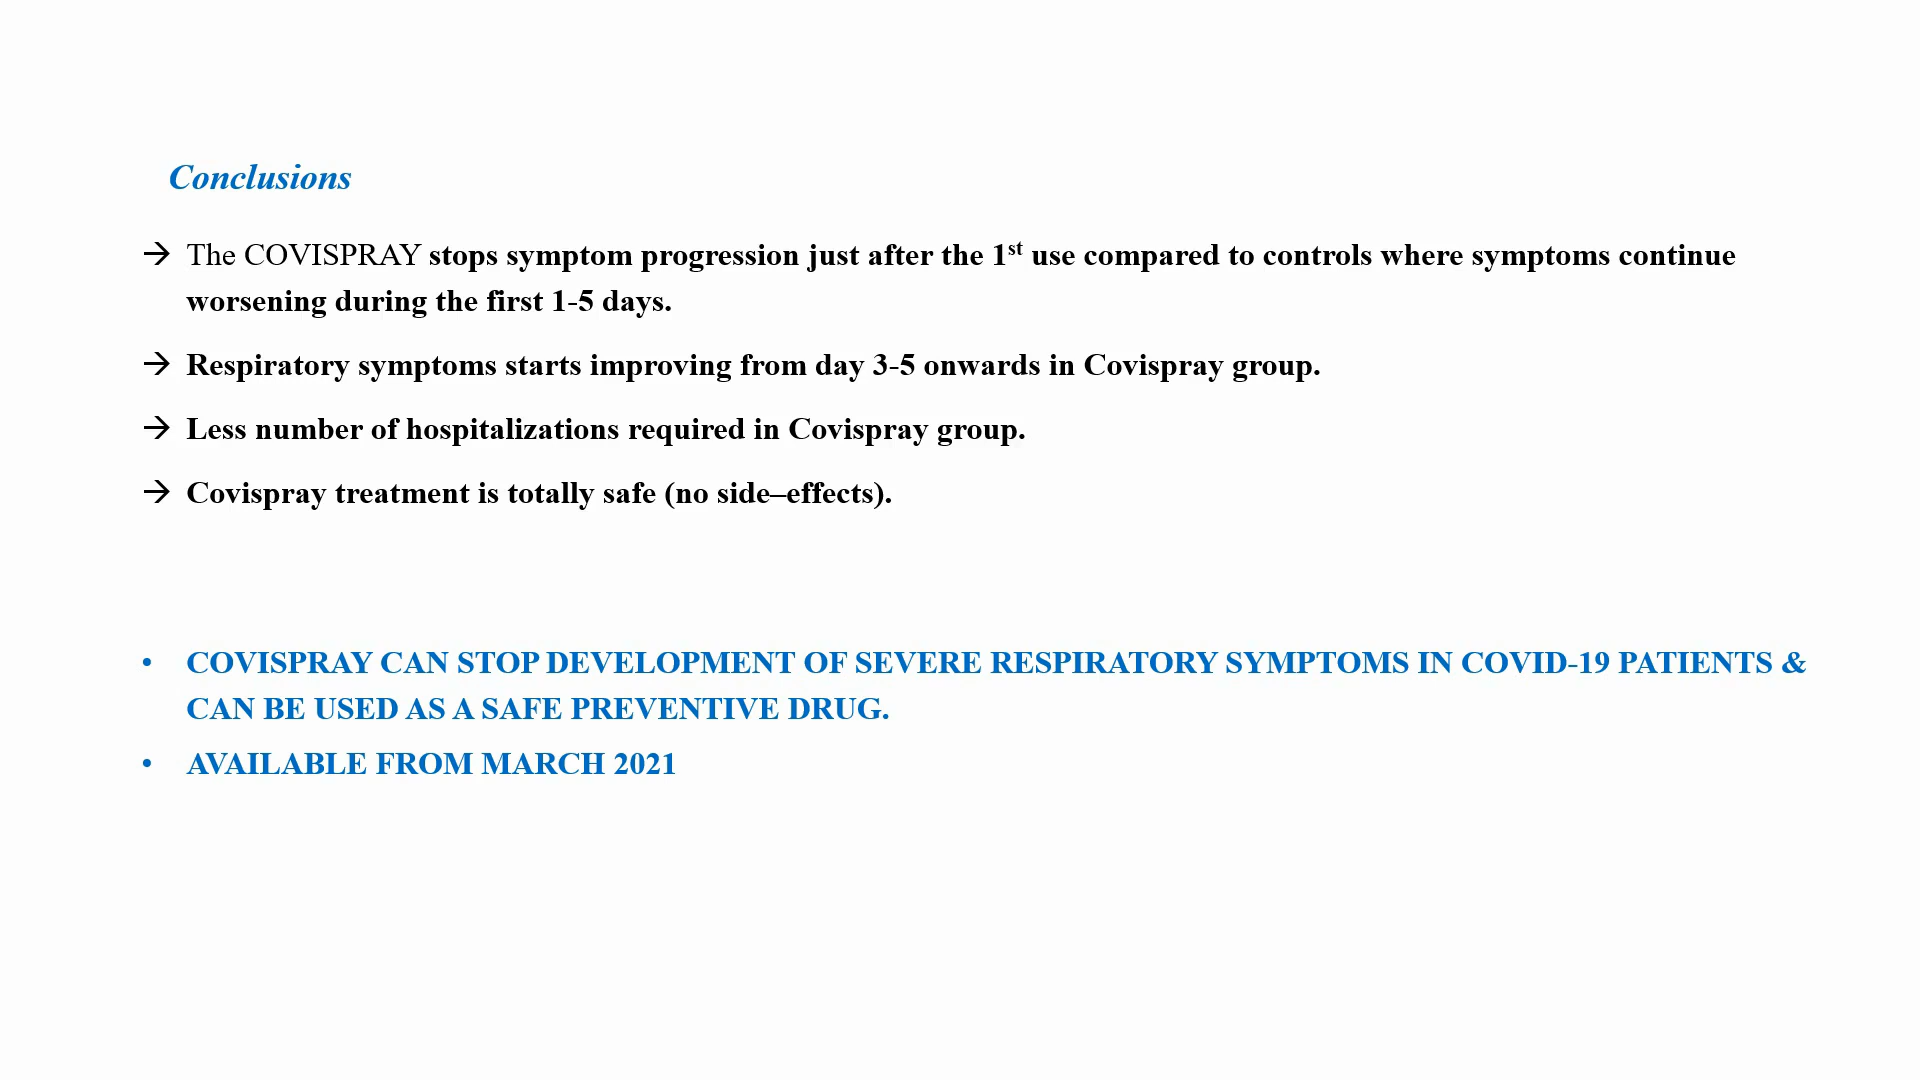 Conclusions
→ The COVISPRAY stops symptom progression just after the 1st use compared to controls where symptoms continue
worsening during the first 1-5 days.
→ Respiratory symptoms starts improving from day 3-5 onwards in Covispray group.
→ Less number of hospitalizations required in Covispray group.
→ Covispray treatment is totally safe (no side–effects).
• COVISPRAY CAN STOP DEVELOPMENT OF SEVERE RESPIRATORY SYMPTOMS IN COVID-19 PATIENTS &
CAN BE USED AS A SAFE PREVENTIVE DRUG.
• AVAILABLE FROM MARCH 2021